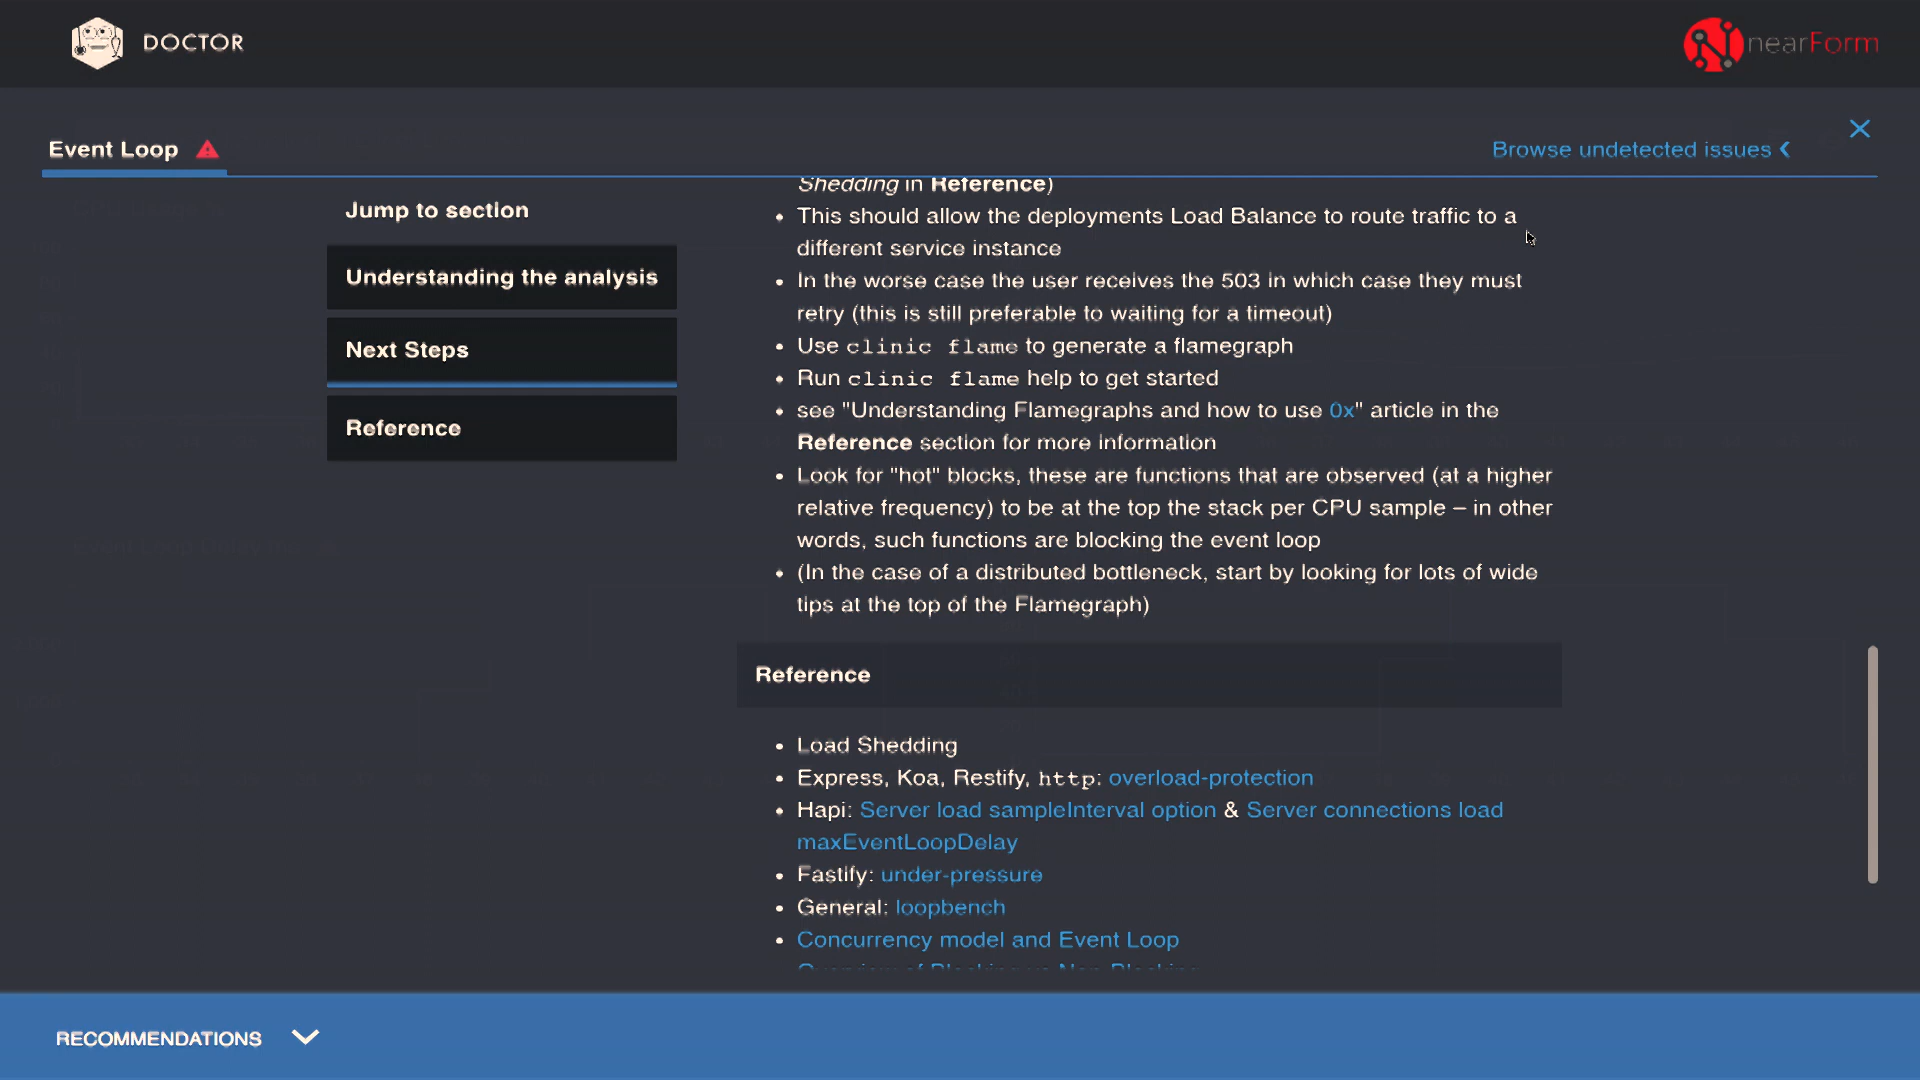 DOCTOR
nearForm
Event Loop
Browse undetected issues
Jump to section
Understanding the analysis
Next Steps
Reference
Shedding in Reference)
• This should allow the deployments Load Balance to route traffic to a
different service instance
• In the worse case the user receives the 503 in which case they must
retry (this is still preferable to waiting for a timeout)
• Use clinic flame to generate a flamegraph
• Run clinic flame help to get started
• see "Understanding Flamegraphs and how to use 0x" article in the
Reference section for more information
• Look for "hot" blocks, these are functions that are observed (at a higher
relative frequency) to be at the top the stack per CPU sample – in other
words, such functions are blocking the event loop
• (In the case of a distributed bottleneck, start by looking for lots of wide
tips at the top of the Flamegraph)
Reference
• Load Shedding
• Express, Koa, Restify, http: overload-protection
• Hapi: Server load sampleInterval option & Server connections load
maxEventLoopDelay
• Fastify: under-pressure
• General: loopbench
• Concurrency model and Event Loop
Overview of Blocking vs Non-Blocking
RECOMMENDATIONS